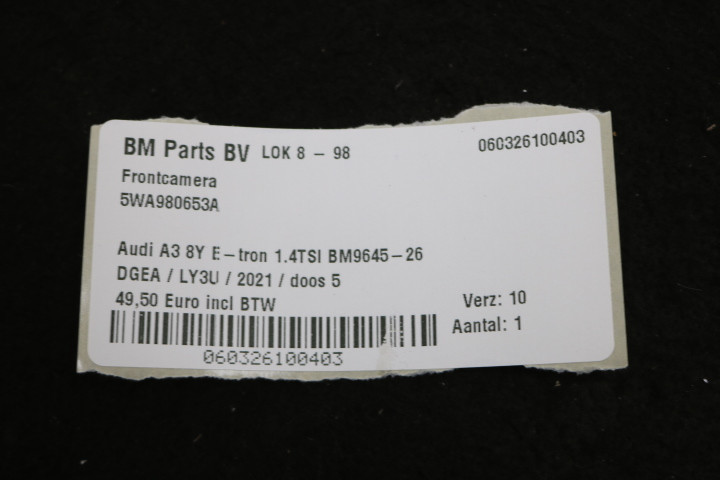 BM Parts BV LOK 8 - 98 060326100403
Frontcamera
5WA980653A
Audi A3 8Y E-tron 1.4TSI BM9645-26
DGEA / LY3U / 2021 / doos 5
49,50 Euro incl BTW Verz: 10
Aantal: 1
060326100403